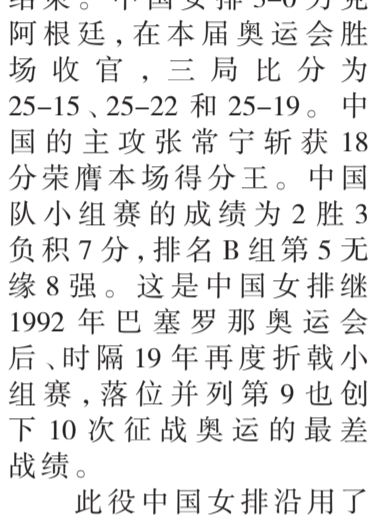 阿根廷,在本届奥运会胜
场收官,三局比分为
25-15、25-22 和 25-19。中
国的主攻张常宁斩获 18
分荣膺本场得分王。中国
队小组赛的成绩为 2 胜 3
负积 7 分,排名 B 组第 5 无
缘 8 强。这是中国女排继
1992 年巴塞罗那奥运会
后、时隔 19 年再度折戟小
组赛,落位并列第 9 也创
下 10 次征战奥运的最差
战绩。
此役中国女排沿用了